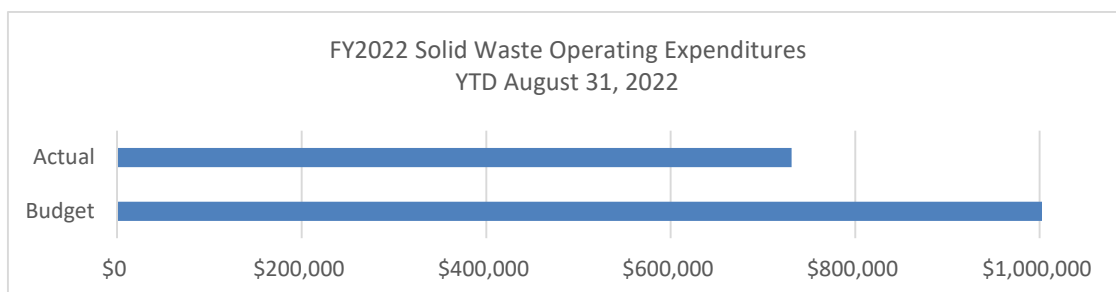 FY2022 Solid Waste Operating Expenditures
YTD August 31, 2022
Actual
Budget
$0 $200,000 $400,000 $600,000 $800,000 $1,000,000